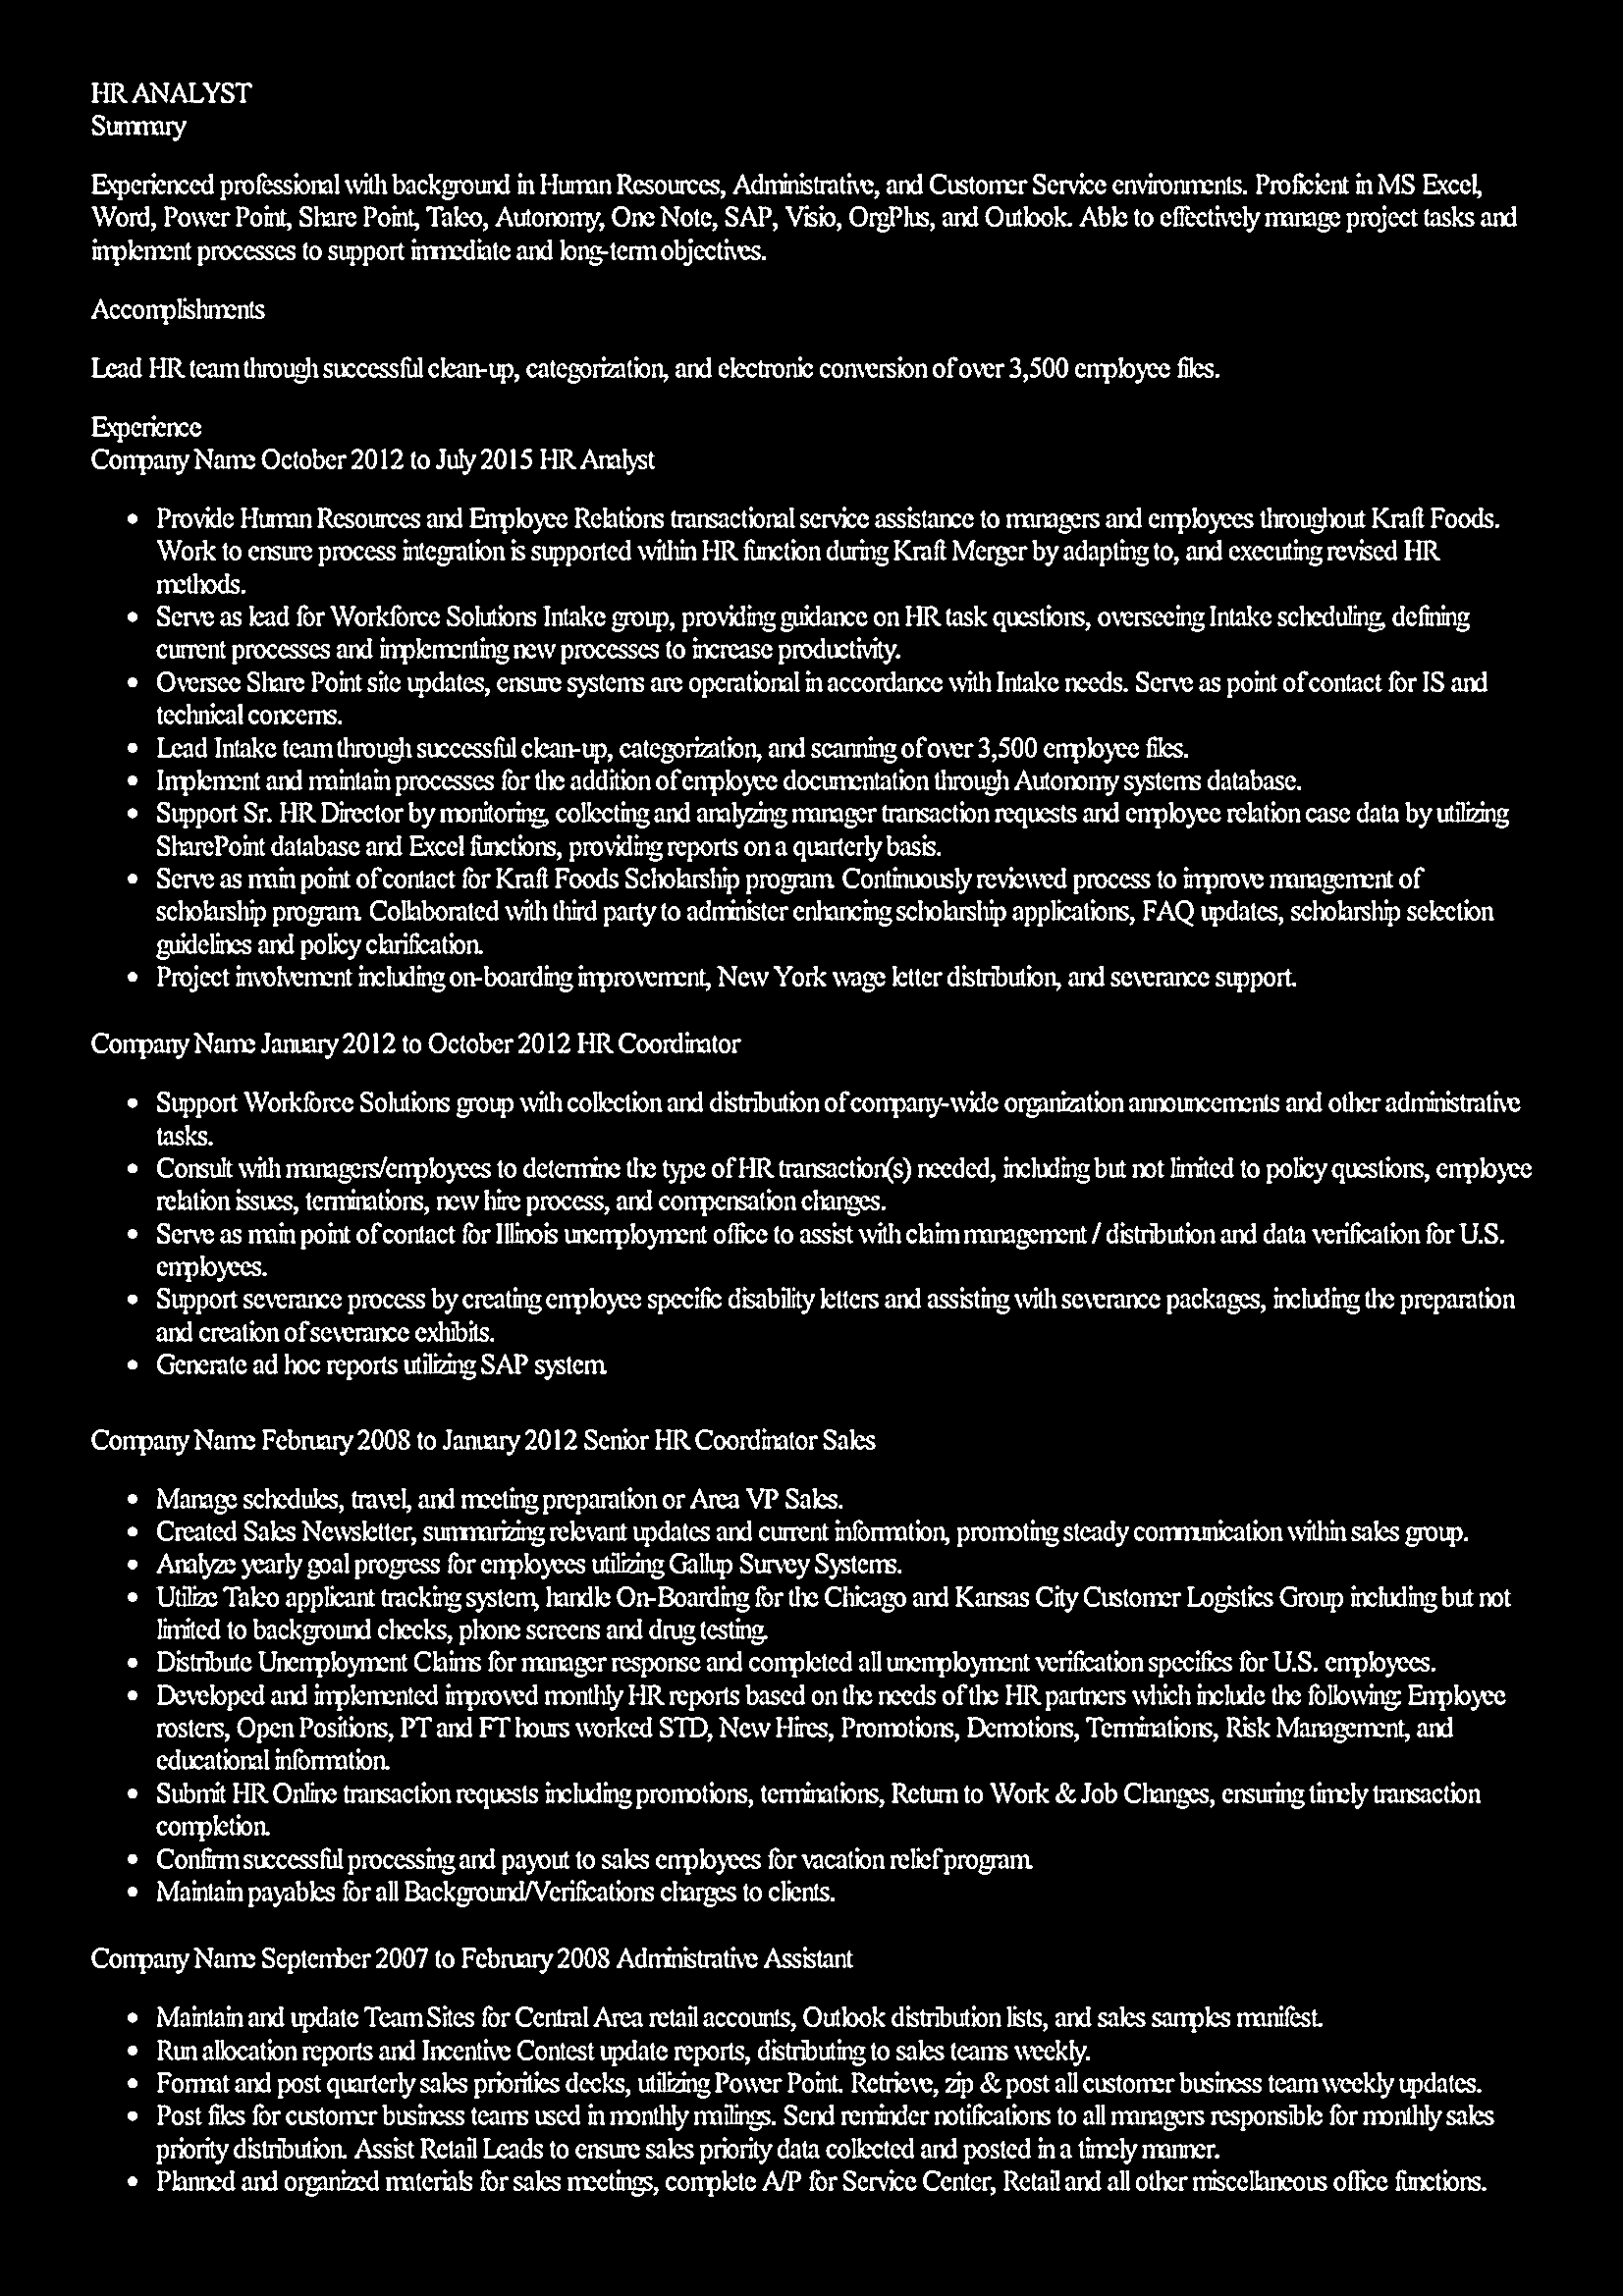 HR ANALYST
Summary
Experienced professional with background in Human Resources, Administrative, and Customer Service environments. Proficient in MS Excel,
Word, Power Point, Share Point, Taleo, Autonomy, One Note, SAP, Visio, OrgPlus, and Outlook. Able to effectively manage project tasks and
implement processes to support immediate and long-term objectives.
Accomplishments
Lead HR team through successful clean-up, categorization, and electronic conversion of over 3,500 employee files.
Experience
Company Name October 2012 to July 2015 HR Analyst
• Provide Human Resources and Employee Relations transactional service assistance to managers and employees throughout Kraft Foods.
Work to ensure process integration is supported within HR function during Kraft Merger by adapting to, and executing revised HR
methods.
• Serve as lead for Workforce Solutions Intake group, providing guidance on HR task questions, overseeing Intake scheduling, defining
current processes and implementing new processes to increase productivity.
• Oversee Share Point site updates, ensure systems are operational in accordance with Intake needs. Serve as point of contact for IS and
technical concerns.
• Lead Intake team through successful clean-up, categorization, and scanning of over 3,500 employee files.
• Implement and maintain processes for the addition of employee documentation through Autonomy systems database.
• Support Sr. HR Director by monitoring, collecting and analyzing manager transaction requests and employee relation case data by utilizing
SharePoint database and Excel functions, providing reports on a quarterly basis.
• Serve as main point of contact for Kraft Foods Scholarship program. Continuously reviewed process to improve management of
scholarship program. Collaborated with third party to administer enhancing scholarship applications, FAQ updates, scholarship selection
guidelines and policy clarification.
• Project involvement including on-boarding improvement, New York wage letter distribution, and severance support.
Company Name January 2012 to October 2012 HR Coordinator
• Support Workforce Solutions group with collection and distribution of company-wide organization announcements and other administrative
tasks.
• Consult with managers/employees to determine the type of HR transaction(s) needed, including but not limited to policy questions, employee
relation issues, terminations, new hire process, and compensation changes.
• Serve as main point of contact for Illinois unemployment office to assist with claim management / distribution and data verification for U.S.
employees.
• Support severance process by creating employee specific disability letters and assisting with severance packages, including the preparation
and creation of severance exhibits.
• Generate ad hoc reports utilizing SAP system.
Company Name February 2008 to January 2012 Senior HR Coordinator Sales
• Manage schedules, travel, and meeting preparation or Area VP Sales.
• Created Sales Newsletter, summarizing relevant updates and current information, promoting steady communication within sales group.
• Analyze yearly goal progress for employees utilizing Gallup Survey Systems.
• Utilize Taleo applicant tracking system, handle On-Boarding for the Chicago and Kansas City Customer Logistics Group including but not
limited to background checks, phone screens and drug testing.
• Distribute Unemployment Claims for manager response and completed all unemployment verification specifics for U.S. employees.
• Developed and implemented improved monthly HR reports based on the needs of the HR partners which include the following: Employee
rosters, Open Positions, PT and FT hours worked STD, New Hires, Promotions, Demotions, Terminations, Risk Management, and
educational information.
• Submit HR Online transaction requests including promotions, terminations, Return to Work & Job Changes, ensuring timely transaction
completion.
• Confirm successful processing and payout to sales employees for vacation relief program.
• Maintain payables for all Background/Verifications charges to clients.
Company Name September 2007 to February 2008 Administrative Assistant
• Maintain and update Team Sites for Central Area retail accounts, Outlook distribution lists, and sales samples manifest.
• Run allocation reports and Incentive Contest update reports, distributing to sales teams weekly.
• Format and post quarterly sales priorities decks, utilizing Power Point. Retrieve, zip & post all customer business team weekly updates.
• Post files for customer business teams used in monthly mailings. Send reminder notifications to all managers responsible for monthly sales
priority distribution. Assist Retail Leads to ensure sales priority data collected and posted in a timely manner.
• Planned and organized materials for sales meetings, complete A/P for Service Center, Retail and all other miscellaneous office functions.